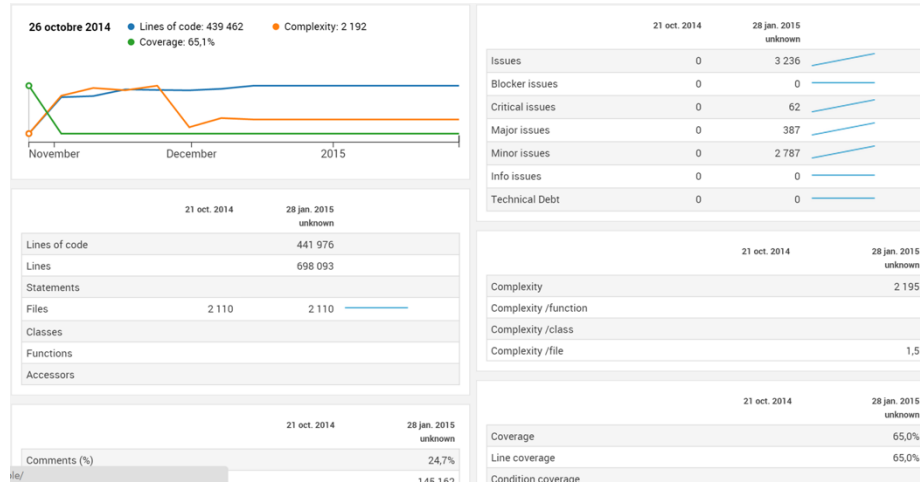 26 octobre 2014 Lines of code: 439 462 Complexity: 2 192
Coverage: 65,1%
November December 2015
21 oct. 2014 28 jan. 2015
unknown
Lines of code 441 976
Lines 698 093
Statements
Files 2 110 2 110
Classes
Functions
Accessors
21 oct. 2014 28 jan. 2015
unknown
Comments (%) 24,7%
145 162
ole/
21 oct. 2014 28 jan. 2015
unknown
Issues 0 3 236
Blocker issues 0 0
Critical issues 0 62
Major issues 0 387
Minor issues 0 2 787
Info issues 0 0
Technical Debt 0 0
21 oct. 2014 28 jan. 2015
unknown
Complexity 2 195
Complexity /function
Complexity /class
Complexity /file 1,5
21 oct. 2014 28 jan. 2015
unknown
Coverage 65,0%
Line coverage 65,0%
Condition coverage